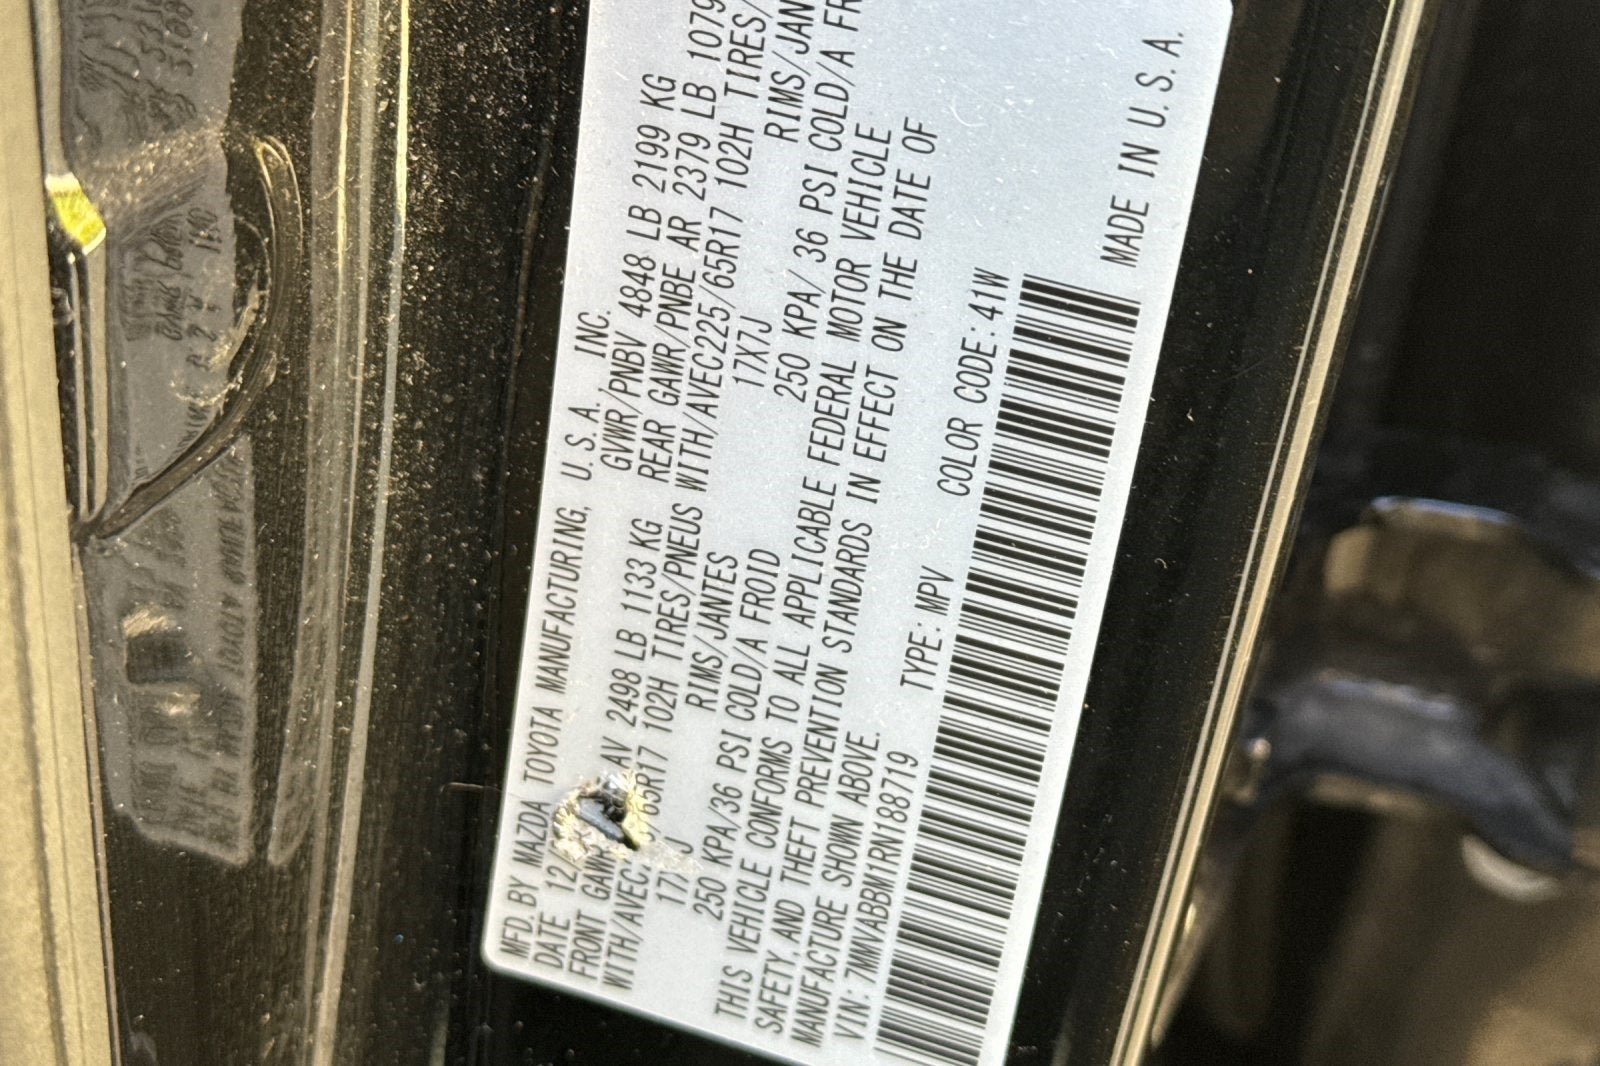 MFD. BY MAZDA TOYOTA MANUFACTURING, U. S. A. INC.
DATE 12/ GVWR/PNBV 4848 LB 2199 KG
FRONT GAWR AV 2498 LB 1133 KG REAR GAWR/PNBE AR 2379 LB 1079
WITH/AVEC 65R17 102H TIRES/PNEUS WITH/AVEC225/65R17 102H TIRES/
17 J RIMS/JANTES 17X7J RIMS/JAN
250 KPA/36 PSI COLD/A FROID 250 KPA/ 36 PSI COLD/A FR
THIS VEHICLE CONFORMS TO ALL APPLICABLE FEDERAL MOTOR VEHICLE
SAFETY, AND THEFT PREVENTION STANDARDS IN EFFECT ON THE DATE OF
MANUFACTURE SHOWN ABOVE.
VIN: 7MMVABBM1RN188719 TYPE: MPV COLOR CODE: 41W
MADE IN U. S. A.